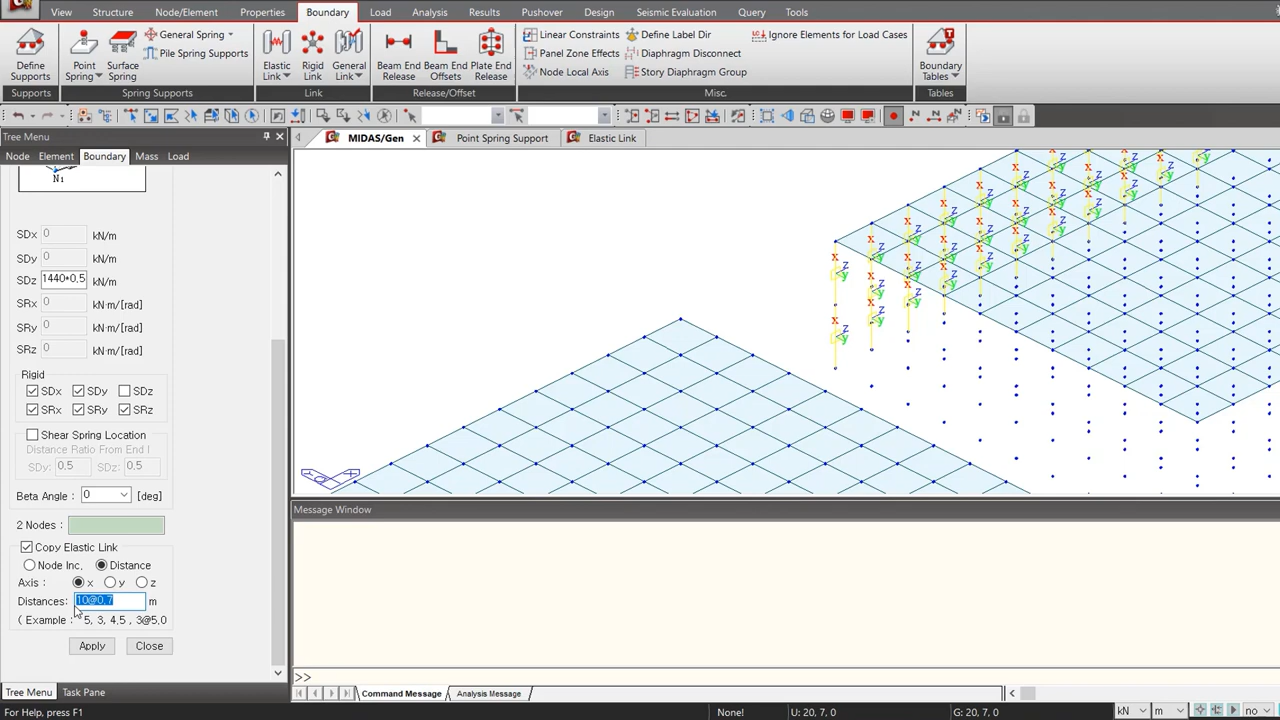 View Structure Node/Element Properties Boundary Load Analysis Results Pushover Design Seismic Evaluation Query Tools
Define Supports
Point Spring
Surface Spring
General Spring
Pile Spring Supports
Elastic Link
Rigid Link
General Link
Beam End Release
Beam End Offsets
Plate End Release
Linear Constraints
Panel Zone Effects
Node Local Axis
Define Label Dir
Diaphragm Disconnect
Story Diaphragm Group
Ignore Elements for Load Cases
Boundary Tables
Supports Spring Supports Link Release/Offset Misc. Tables
Tree Menu
MIDAS/Gen Point Spring Support Elastic Link
Node Element Boundary Mass Load
N1
SDx 0 kN/m
SDy 0 kN/m
SDz 1440*0.5 kN/m
SRx 0 kN·m/[rad]
SRy 0 kN·m/[rad]
SRz 0 kN·m/[rad]
Rigid
SDx SDy SDz
SRx SRy SRz
Shear Spring Location
Distance Ratio From End I
SDy: 0.5 SDz: 0.5
Beta Angle : 0 [deg]
2 Nodes :
Copy Elastic Link
Node Inc. Distance
Axis : x y z
Distances: 10@0.7 m
( Example : 5, 3, 4.5 , 3@5.0
Apply Close
Tree Menu Task Pane
Message Window
>>
Command Message Analysis Message
For Help, press F1 None! U: 20, 7, 0 G: 20, 7, 0 kN m no